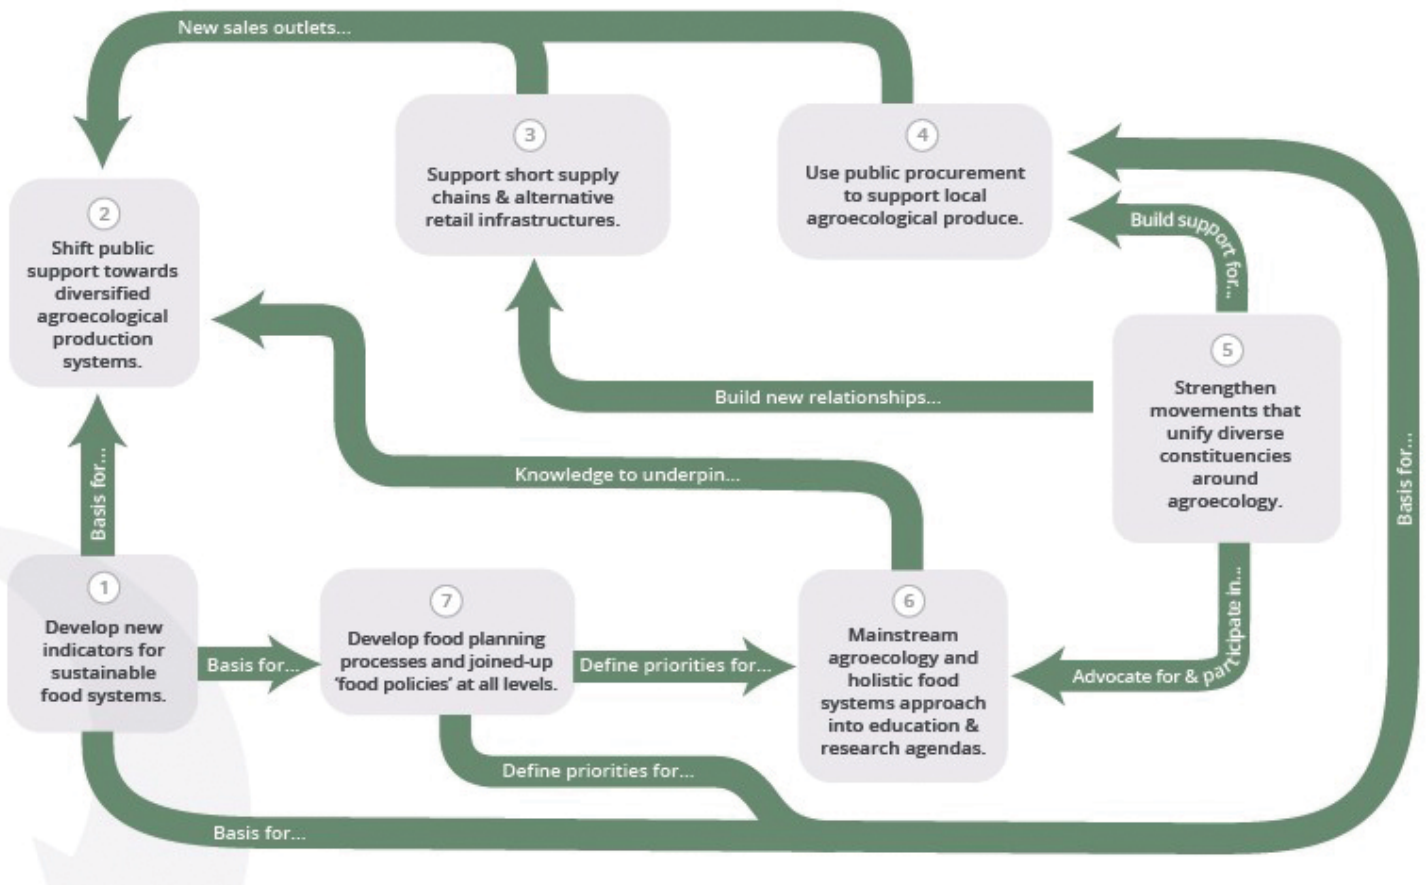 New sales outlets...
3
Support short supply
chains & alternative
retail infrastructures.
4
Use public procurement
to support local
agroecological produce.
2
Shift public
support towards
diversified
agroecological
production
systems.
Build support for...
5
Strengthen
movements that
unify diverse
constituencies
around
agroecology.
Build new relationships...
Knowledge to underpin...
Basis for...
Basis for...
1
Develop new
indicators for
sustainable
food systems.
Basis for...
7
Develop food planning
processes and joined-up
‘food policies’ at all levels.
Define priorities for...
6
Mainstream
agroecology and
holistic food
systems approach
into education &
research agendas.
Advocate for & participate in...
Define priorities for...
Basis for...